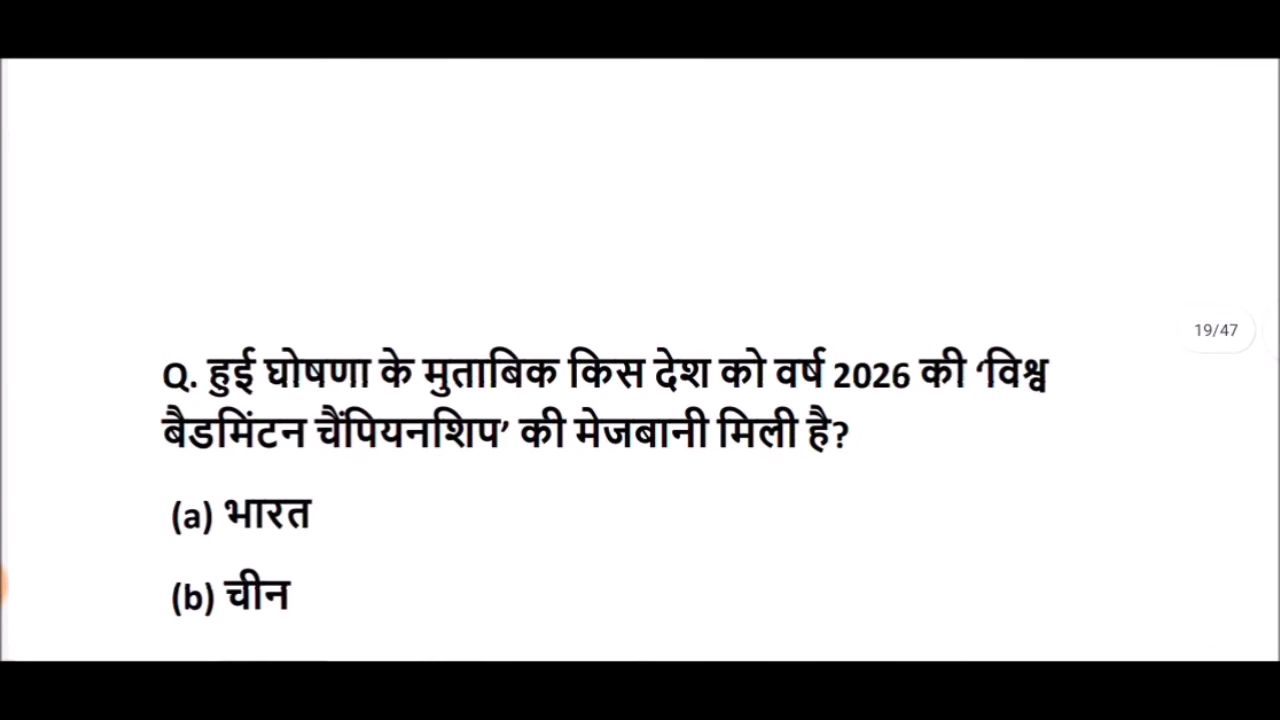 19/47
Q. हुई घोषणा के मुताबिक किस देश को वर्ष 2026 की ‘विश्व
बैडमिंटन चैंपियनशिप’ की मेजबानी मिली है?
(a) भारत
(b) चीन